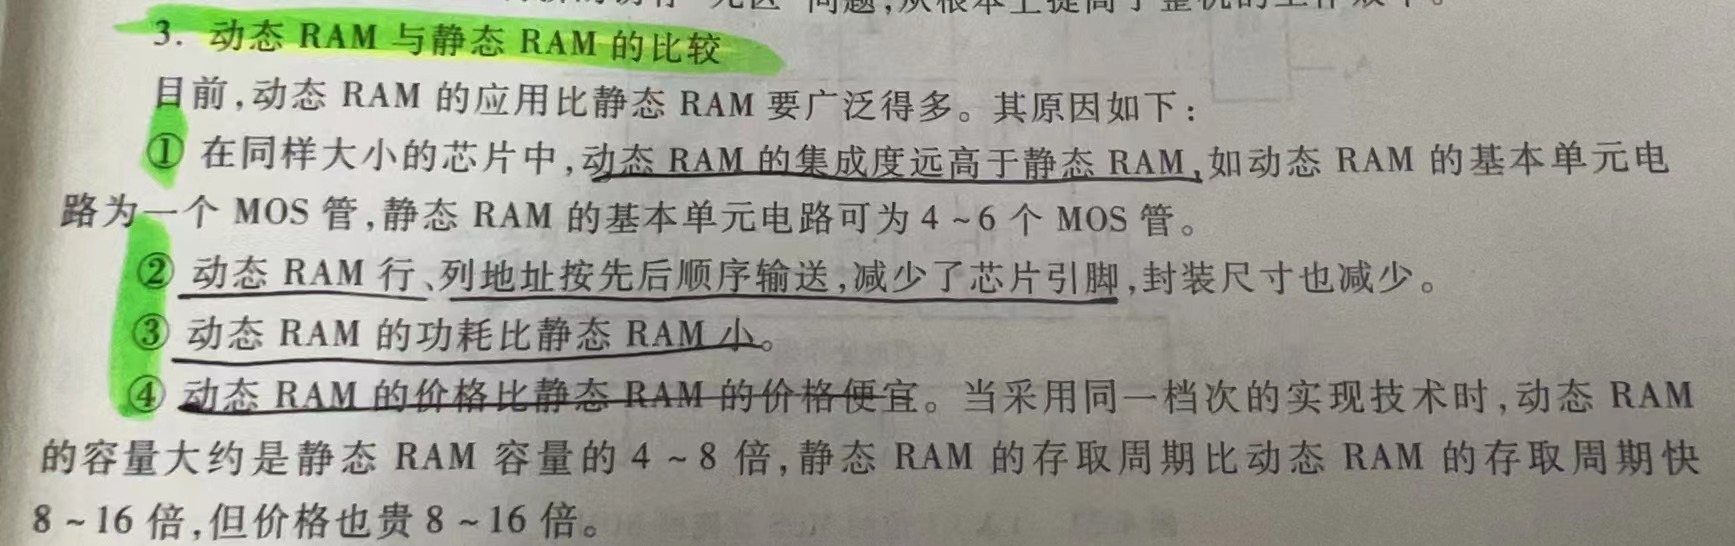 3. 动态 RAM 与静态 RAM 的比较
目前,动态 RAM 的应用比静态 RAM 要广泛得多。其原因如下:
① 在同样大小的芯片中,动态 RAM 的集成度远高于静态 RAM,如动态 RAM 的基本单元电
路为一个 MOS 管,静态 RAM 的基本单元电路可为 4 ~ 6 个 MOS 管。
② 动态 RAM 行、列地址按先后顺序输送,减少了芯片引脚,封装尺寸也减少。
③ 动态 RAM 的功耗比静态 RAM 小。
④ 动态 RAM 的价格比静态 RAM 的价格便宜。当采用同一档次的实现技术时,动态 RAM
的容量大约是静态 RAM 容量的 4 ~ 8 倍,静态 RAM 的存取周期比动态 RAM 的存取周期快
8 ~ 16 倍,但价格也贵 8 ~ 16 倍。